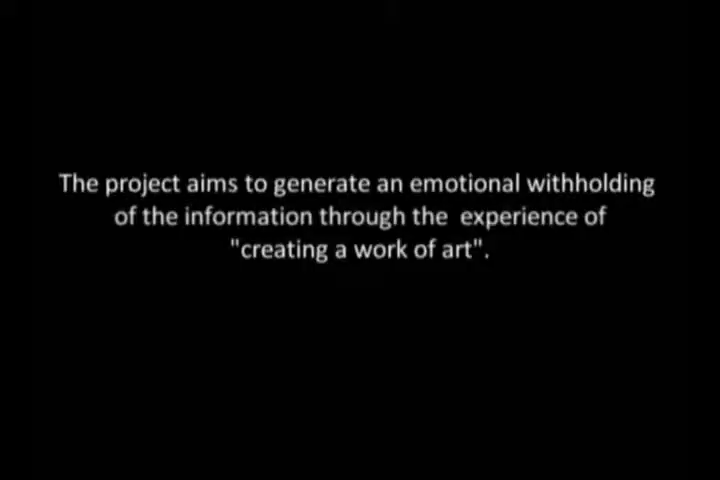 The project aims to generate an emotional withholding
of the information through the experience of
"creating a work of art".